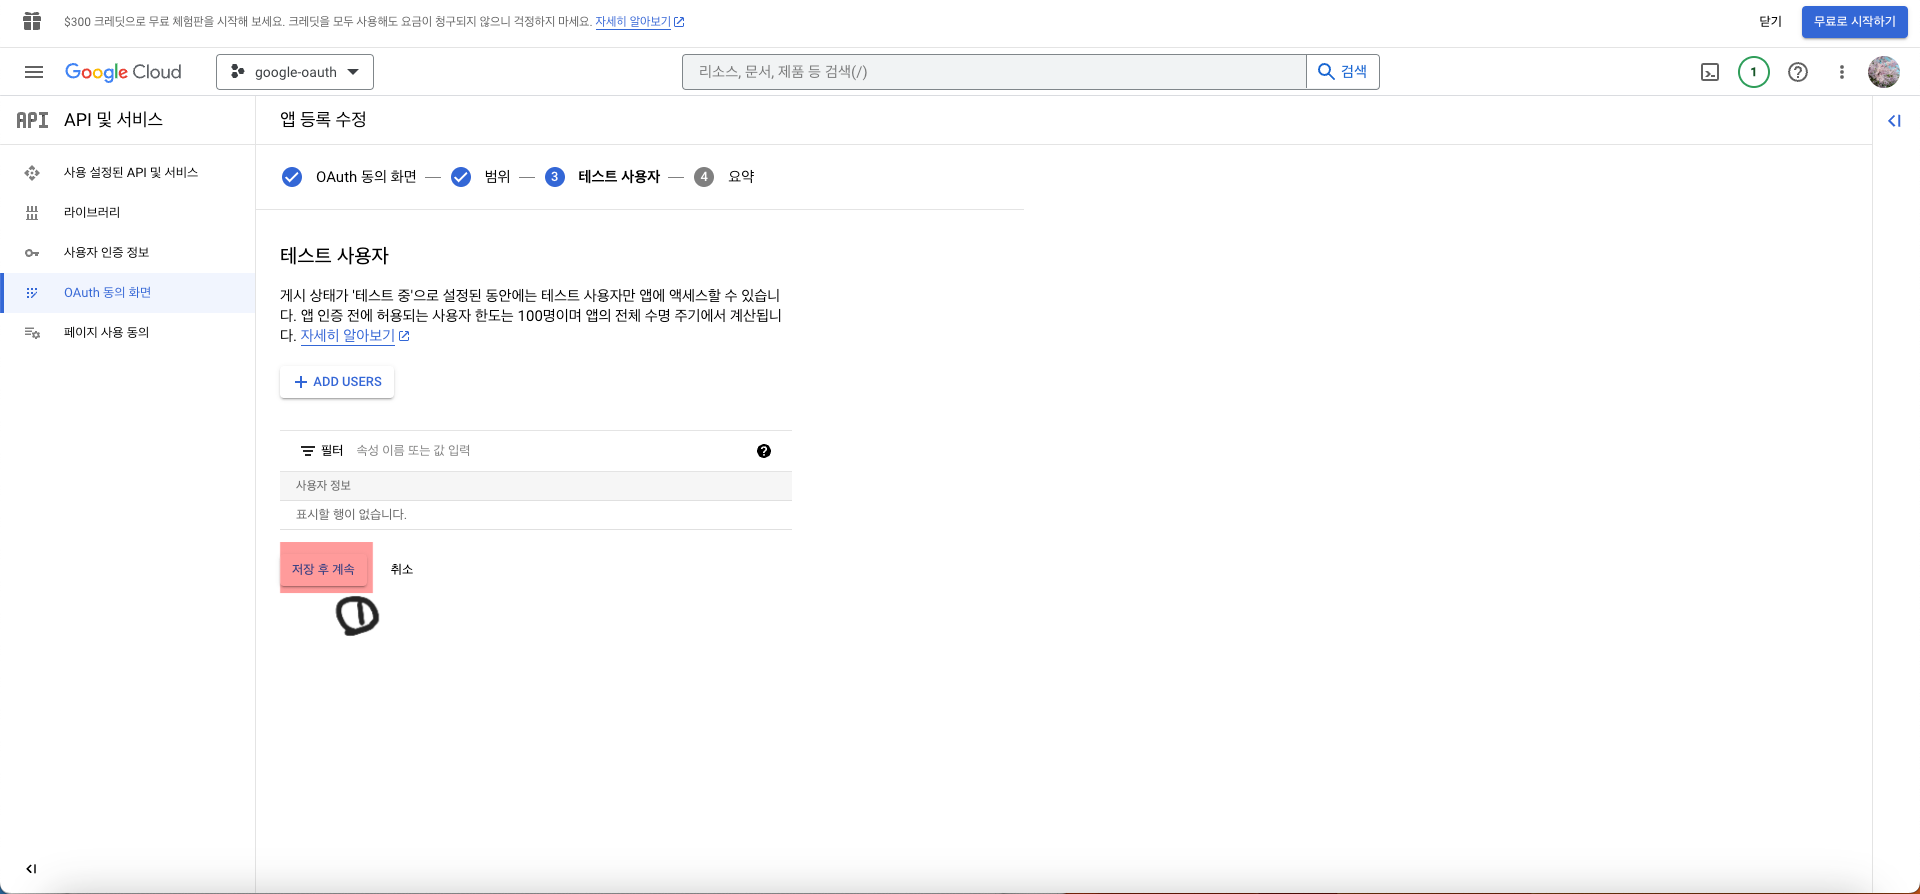 $300 크레딧으로 무료 체험판을 시작해 보세요. 크레딧을 모두 사용해도 요금이 청구되지 않으니 걱정하지 마세요. 자세히 알아보기
닫기
무료로 시작하기
Google Cloud
google-oauth
리소스, 문서, 제품 등 검색(/)
검색
1
API
API 및 서비스
앱 등록 수정
사용 설정된 API 및 서비스
라이브러리
사용자 인증 정보
OAuth 동의 화면
페이지 사용 동의
OAuth 동의 화면
범위
3 테스트 사용자
4 요약
테스트 사용자
게시 상태가 '테스트 중'으로 설정된 동안에는 테스트 사용자만 앱에 액세스할 수 있습니
다. 앱 인증 전에 허용되는 사용자 한도는 100명이며 앱의 전체 수명 주기에서 계산됩니
다. 자세히 알아보기
ADD USERS
필터 속성 이름 또는 값 입력
사용자 정보
표시할 행이 없습니다.
저장 후 계속
취소
①